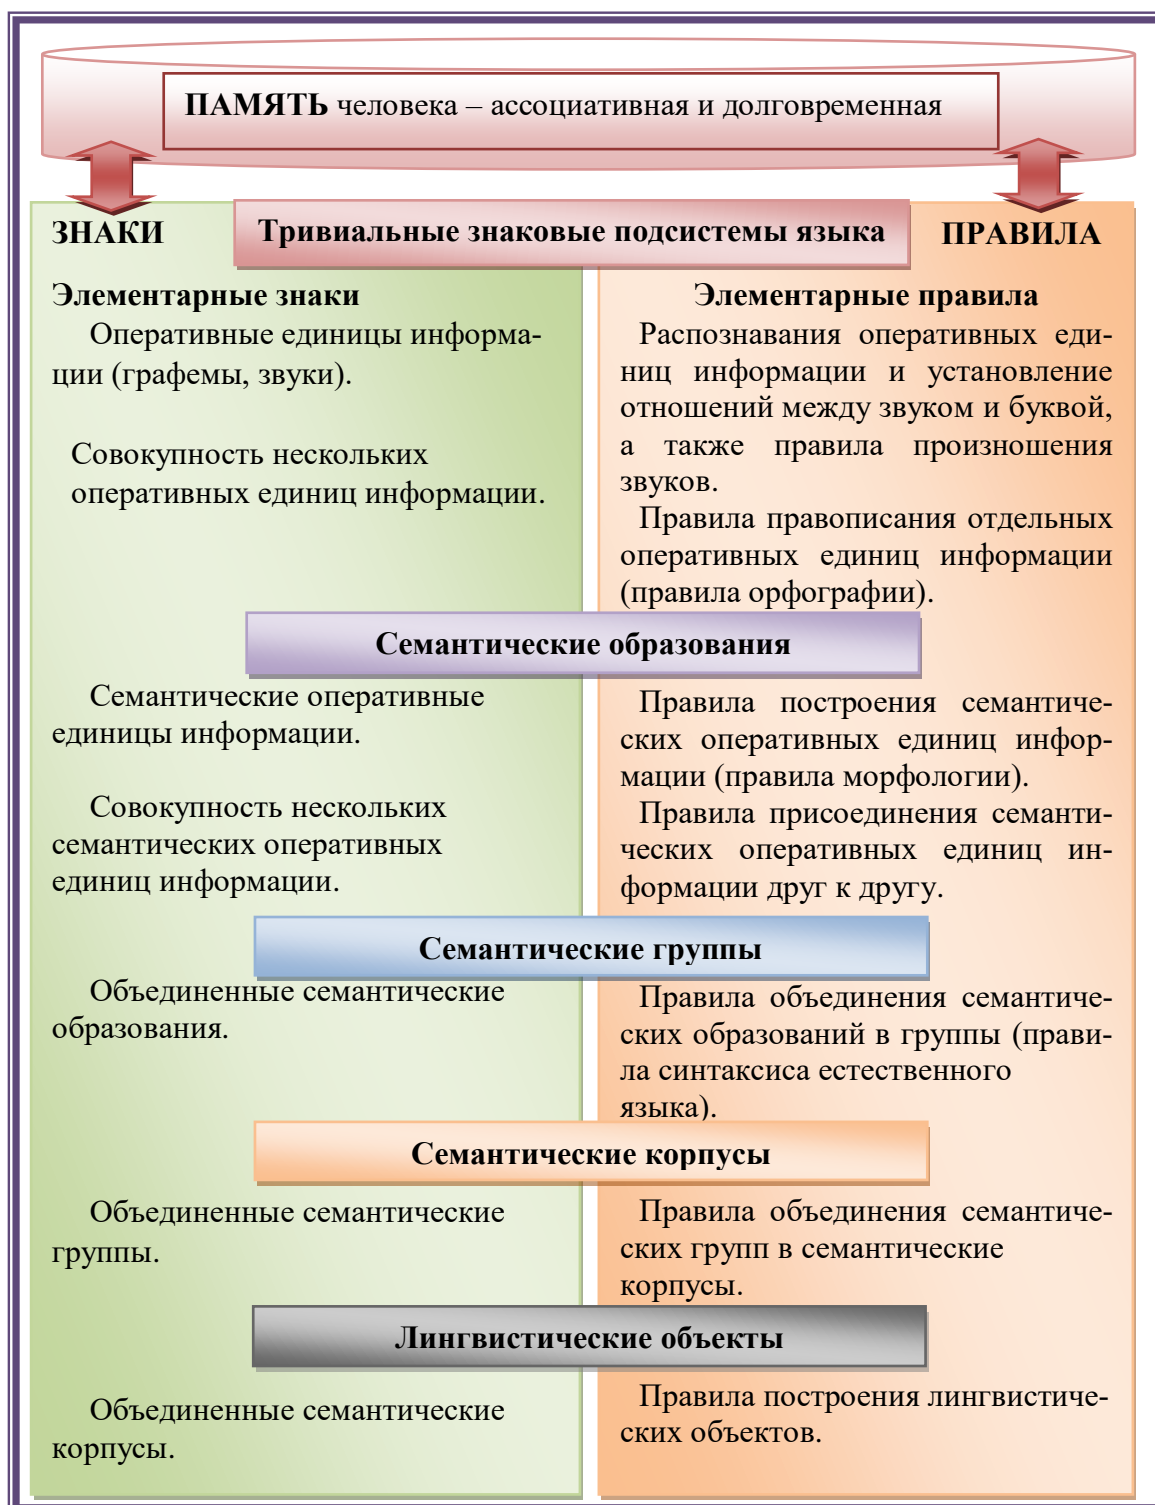 ПАМЯТЬ человека – ассоциативная и долговременная
ЗНАКИ
Тривиальные знаковые подсистемы языка
ПРАВИЛА
Элементарные знаки
Оперативные единицы информа-
ции (графемы, звуки).
Совокупность нескольких
оперативных единиц информации.
Элементарные правила
Распознавания оперативных еди-
ниц информации и установление
отношений между звуком и буквой,
а также правила произношения
звуков.
Правила правописания отдельных
оперативных единиц информации
(правила орфографии).
Семантические образования
Семантические оперативные
единицы информации.
Совокупность нескольких
семантических оперативных
единиц информации.
Правила построения семантиче-
ских оперативных единиц инфор-
мации (правила морфологии).
Правила присоединения семанти-
ческих оперативных единиц ин-
формации друг к другу.
Семантические группы
Объединенные семантические
образования.
Правила объединения семантиче-
ских образований в группы (прави-
ла синтаксиса естественного
языка).
Семантические корпусы
Объединенные семантические
группы.
Правила объединения семантиче-
ских групп в семантические
корпусы.
Лингвистические объекты
Объединенные семантические
корпусы.
Правила построения лингвистиче-
ских объектов.